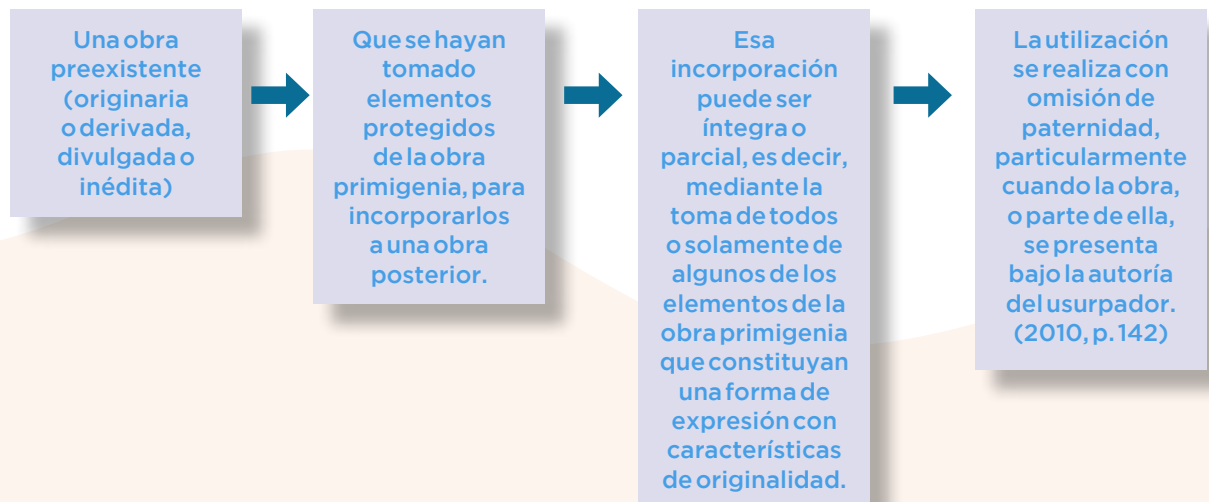 Una obra
preexistente
(originaria
o derivada,
divulgada o
inédita)
Que se hayan
tomado
elementos
protegidos
de la obra
primigenia, para
incorporarlos
a una obra
posterior.
Esa
incorporación
puede ser
íntegra o
parcial, es decir,
mediante la
toma de todos
o solamente de
algunos de los
elementos de la
obra primigenia
que constituyan
una forma de
expresión con
características
de originalidad.
La utilización
se realiza con
omisión de
paternidad,
particularmente
cuando la obra,
o parte de ella,
se presenta
bajo la autoría
del usurpador.
(2010, p. 142)